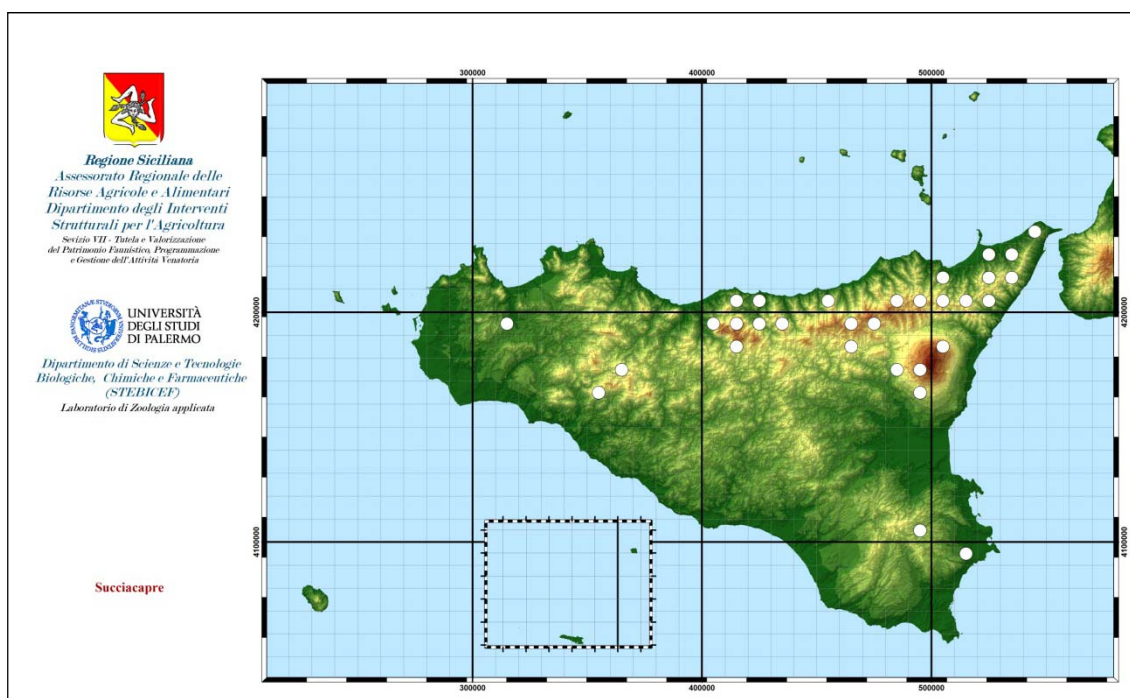 Regione Siciliana
Assessorato Regionale delle
Risorse Agricole e Alimentari
Dipartimento degli Interventi
Strutturali per l'Agricoltura
Sevizio VII - Tutela e Valorizzazione
del Patrimonio Faunistico, Programmazione
e Gestione dell'Attività Venatoria
UNIVERSITÀ
DEGLI STUDI
DI PALERMO
Dipartimento di Scienze e Tecnologie
Biologiche, Chimiche e Farmaceutiche
(STEBICEF)
Laboratorio di Zoologia applicata
Succiacapre
300000 400000 500000
4200000 4200000
4100000 4100000
300000 400000 500000